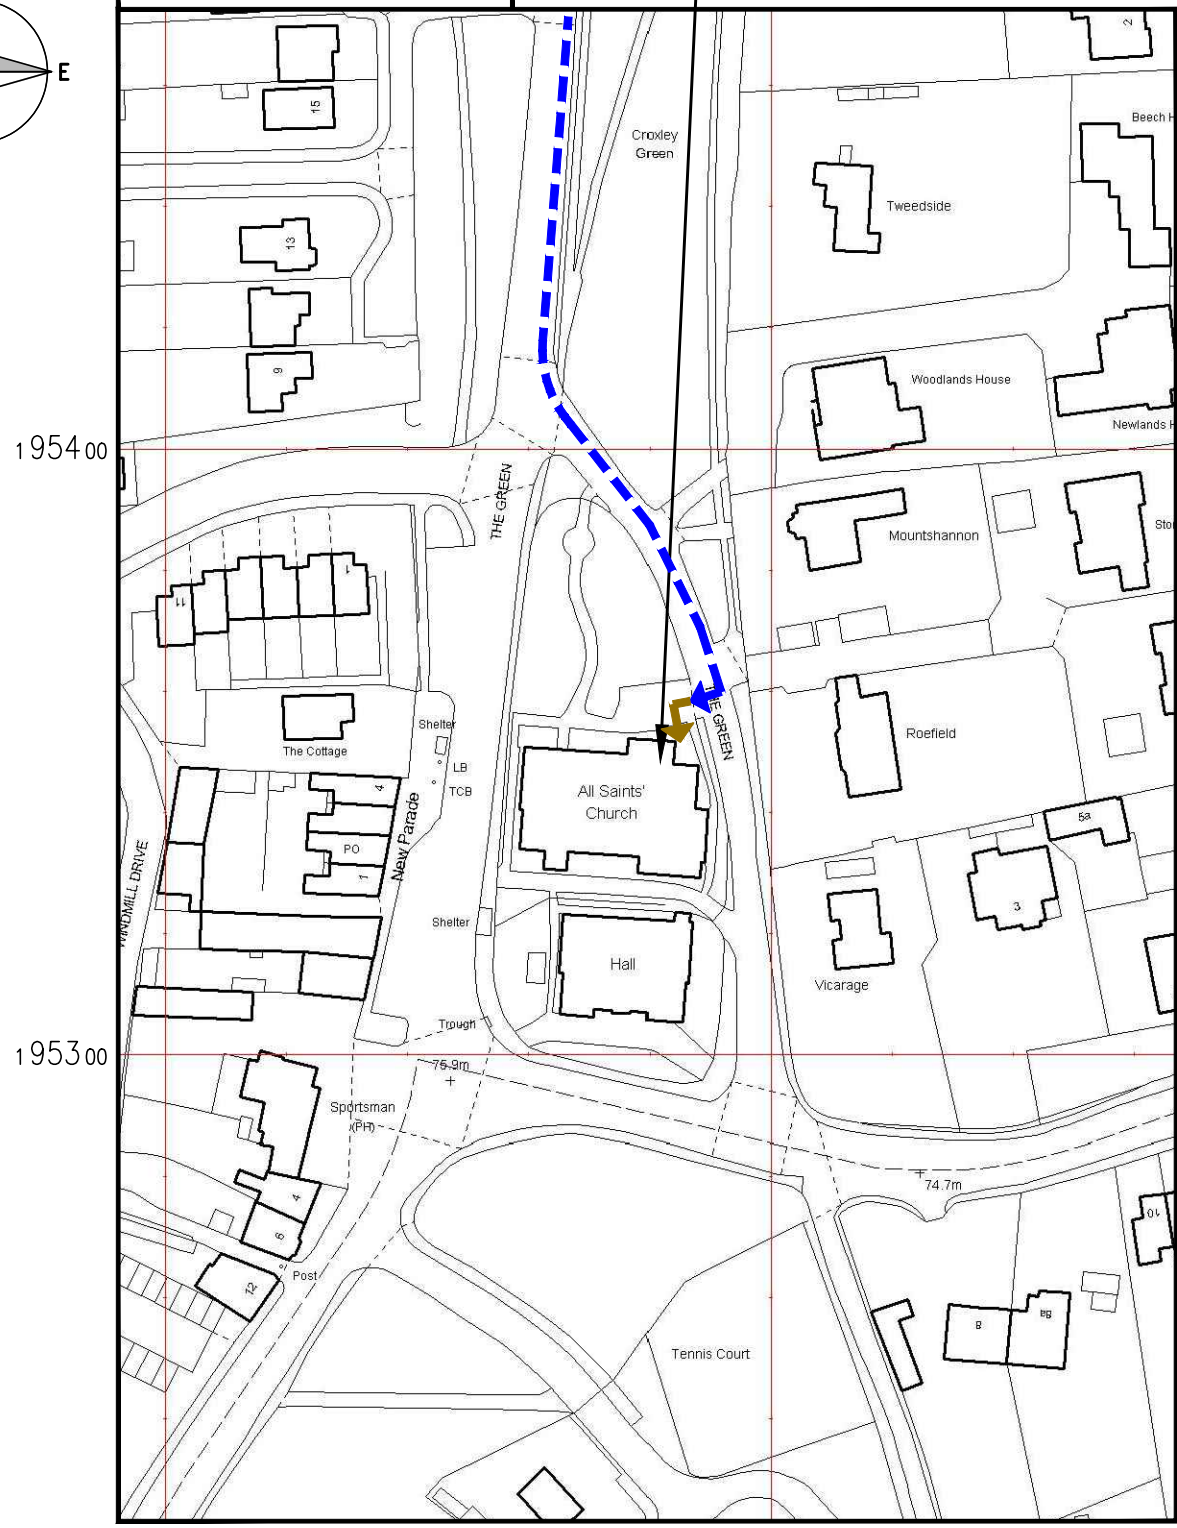 E
2
15
Beech H
Croxley
Green
Tweedside
13
9
Woodlands House
Newlands H
195400
THE GREEN
Mountshannon
Sto
1
11
THE GREEN
Shelter
The Cottage
Roefield
LB
TCB
4
All Saints'
Church
5a
New Parade
PO
1
WINDMILL DRIVE
3
Shelter
Hall
Vicarage
Trough
195300
75.9m
Sportsman
(PH)
74.7m
4
10
6
Post
12
8
8a
Tennis Court